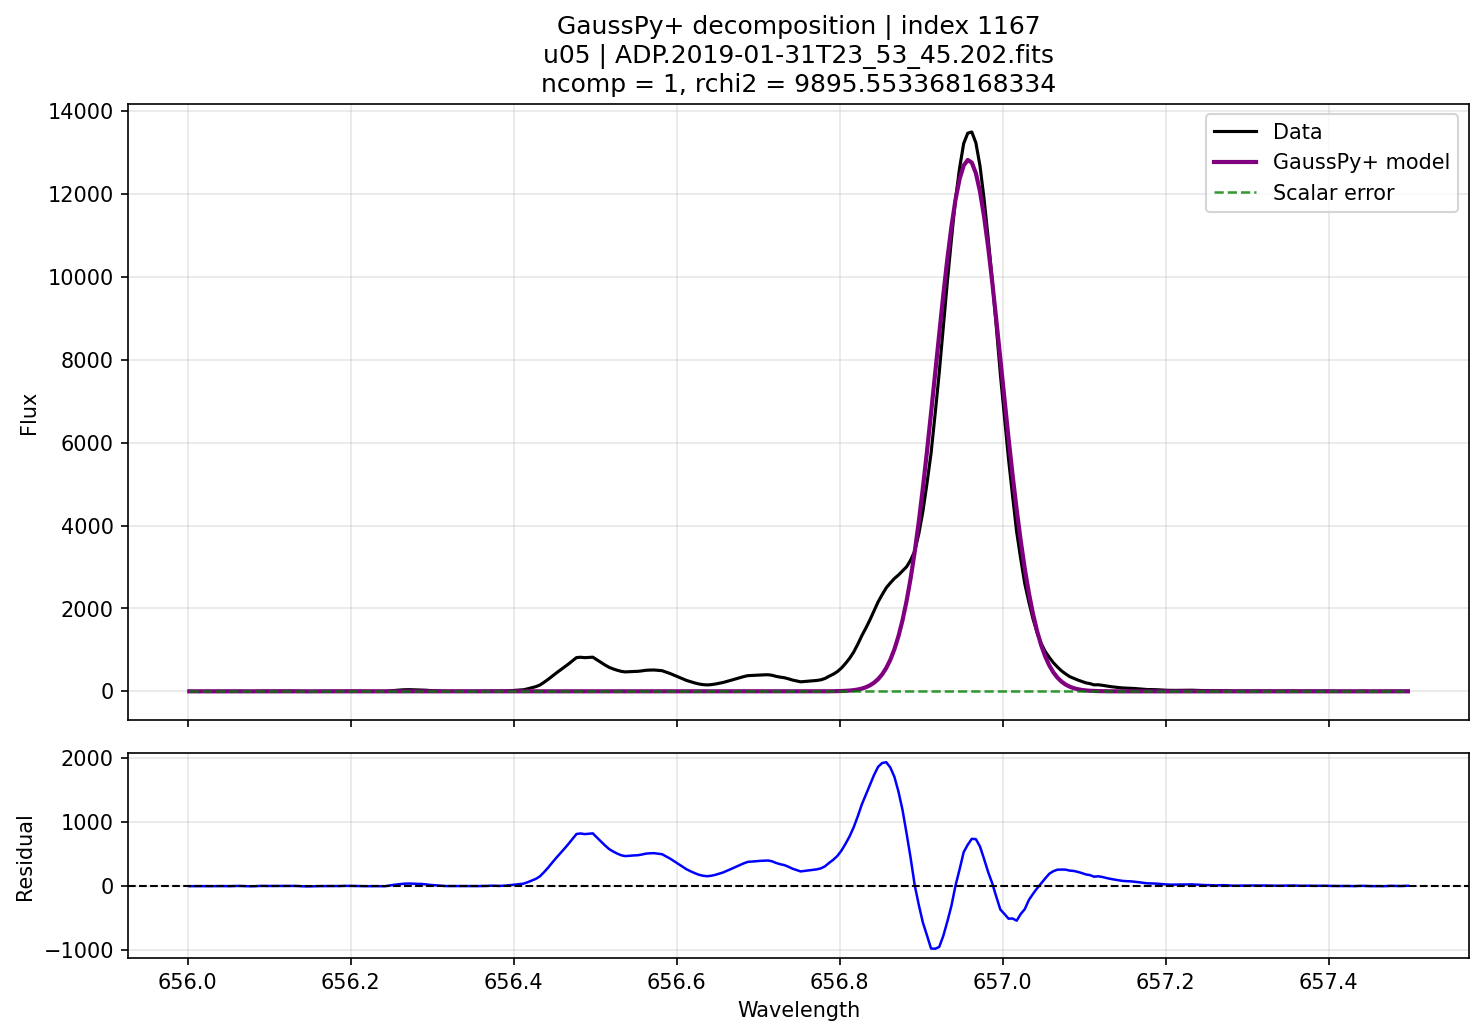 GaussPy+ decomposition | index 1167
u05 | ADP.2019-01-31T23_53_45.202.fits
ncomp = 1, rchi2 = 9895.553368168334
14000
12000
10000
8000
6000
4000
2000
0
Flux
Data
GaussPy+ model
Scalar error
2000
1000
0
−1000
Residual
656.0
656.2
656.4
656.6
656.8
657.0
657.2
657.4
Wavelength